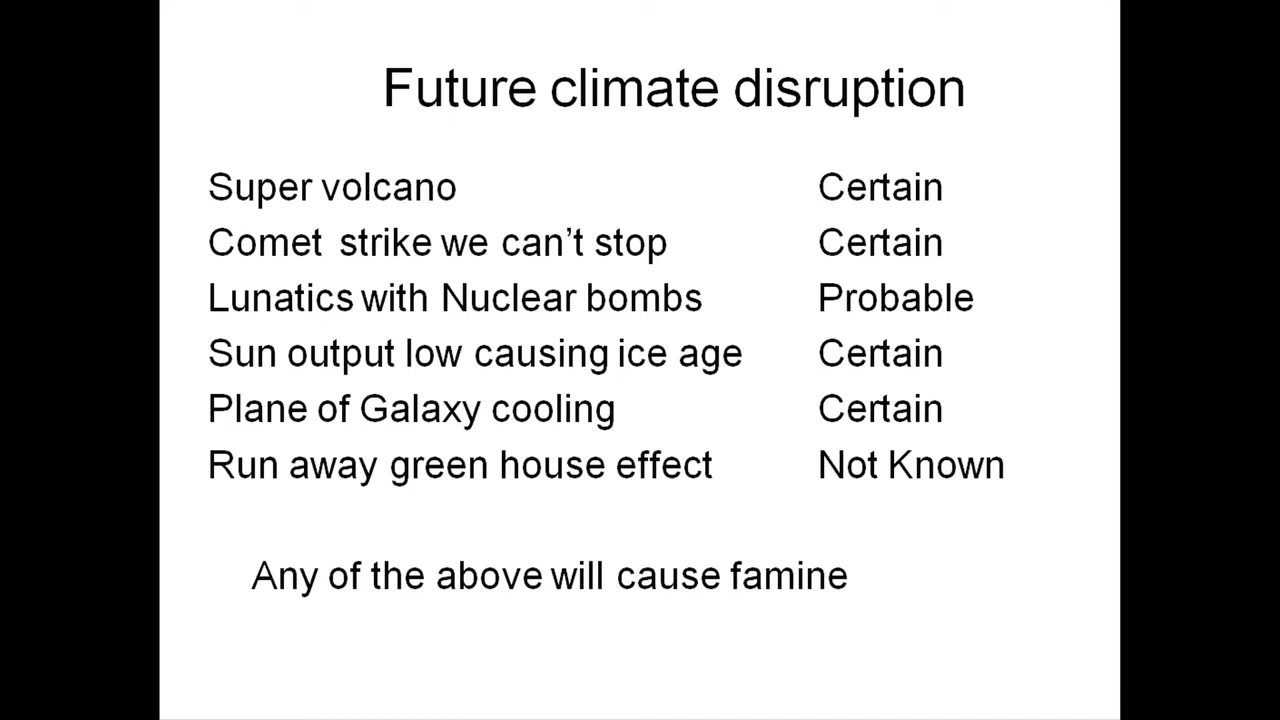 Future climate disruption
Super volcano Certain
Comet strike we can't stop Certain
Lunatics with Nuclear bombs Probable
Sun output low causing ice age Certain
Plane of Galaxy cooling Certain
Run away green house effect Not Known
Any of the above will cause famine